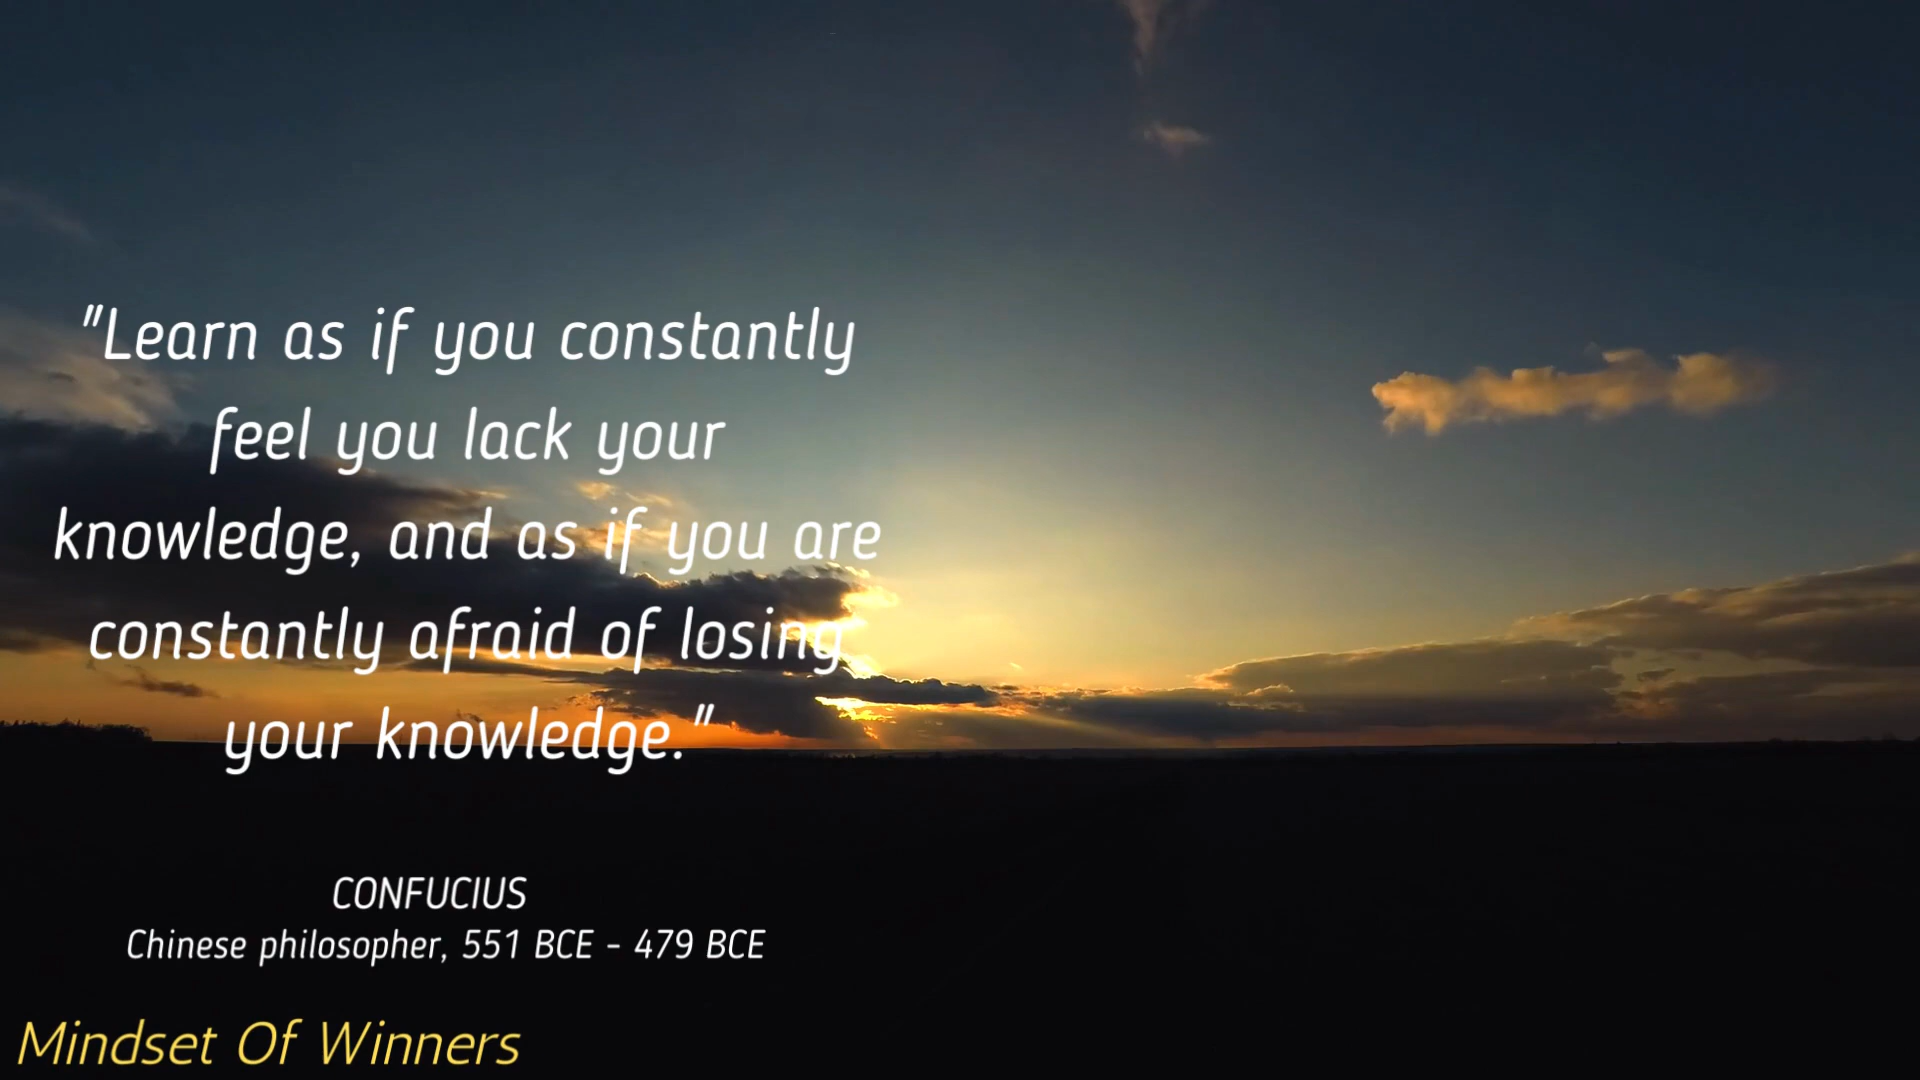 "Learn as if you constantly
feel you lack your
knowledge, and as if you are
constantly afraid of losing
your knowledge."
CONFUCIUS
Chinese philosopher, 551 BCE - 479 BCE
Mindset Of Winners